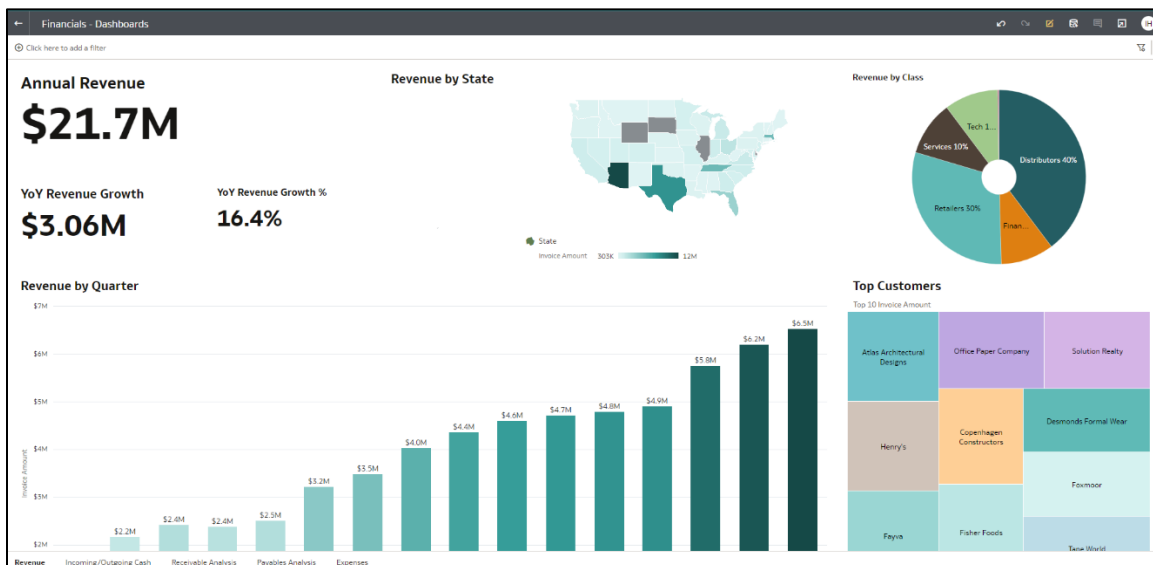 Financials - Dashboards
IH
Click here to add a filter
Annual Revenue
$21.7M
YoY Revenue Growth
$3.06M
YoY Revenue Growth %
16.4%
Revenue by State
State
Invoice Amount 303K 12M
Revenue by Class
Tech 1...
Services 10%
Distributors 40%
Retailers 30%
Finan...
Revenue by Quarter
Invoice Amount
$7M
$6M
$5M
$4M
$3M
$2M
$2.2M
$2.4M
$2.4M
$2.5M
$3.2M
$3.5M
$4.0M
$4.4M
$4.6M
$4.7M
$4.8M
$4.9M
$5.8M
$6.2M
$6.5M
Top Customers
Top 10 Invoice Amount
Atlas Architectural
Designs
Office Paper Company
Solution Realty
Henry's
Copenhagen
Constructors
Desmonds Formal Wear
Foxmoor
Fayva
Fisher Foods
Tape World
Revenue Incoming/Outgoing Cash Receivable Analysis Payables Analysis Expenses